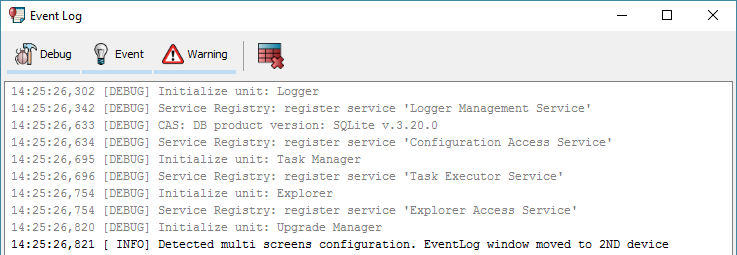 Event Log
Debug Event Warning
14:25:26,302 [DEBUG] Initialize unit: Logger
14:25:26,342 [DEBUG] Service Registry: register service 'Logger Management Service'
14:25:26,633 [DEBUG] CAS: DB product version: SQLite v.3.20.0
14:25:26,634 [DEBUG] Service Registry: register service 'Configuration Access Service'
14:25:26,695 [DEBUG] Initialize unit: Task Manager
14:25:26,696 [DEBUG] Service Registry: register service 'Task Executor Service'
14:25:26,754 [DEBUG] Initialize unit: Explorer
14:25:26,754 [DEBUG] Service Registry: register service 'Explorer Access Service'
14:25:26,820 [DEBUG] Initialize unit: Upgrade Manager
14:25:26,821 [ INFO] Detected multi screens configuration. EventLog window moved to 2ND device